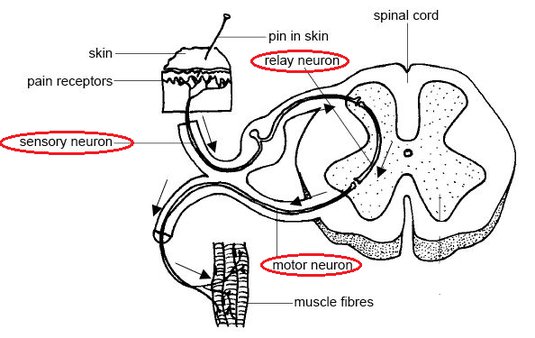 spinal cord
pin in skin
skin
relay neuron
pain receptors
sensory neuron
motor neuron
muscle fibres